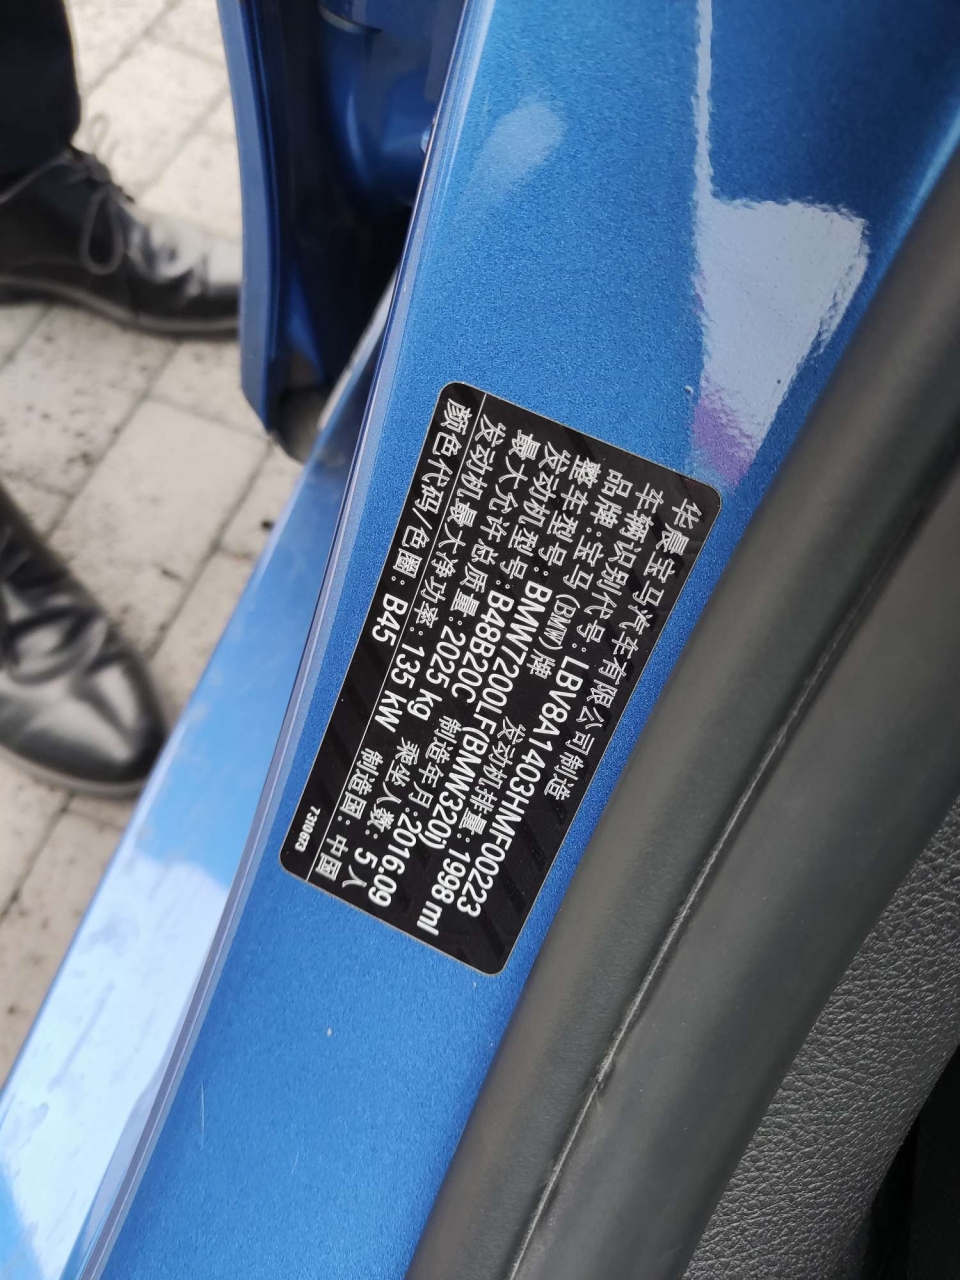 华晨宝马汽车有限公司制造
车辆识别代号: LBV8A1403HMF00223
品牌:宝马 (BMW) 牌
整车型号: BMW7200LF(BMW320i)
发动机型号: B48B20C 发动机排量: 1998 ml
最大允许总质量: 2025 kg 制造年月: 2016.09
发动机最大净功率: 135 kW 乘坐人数: 5 人
颜色代码/色圈: B45 制造国: 中国
7310673